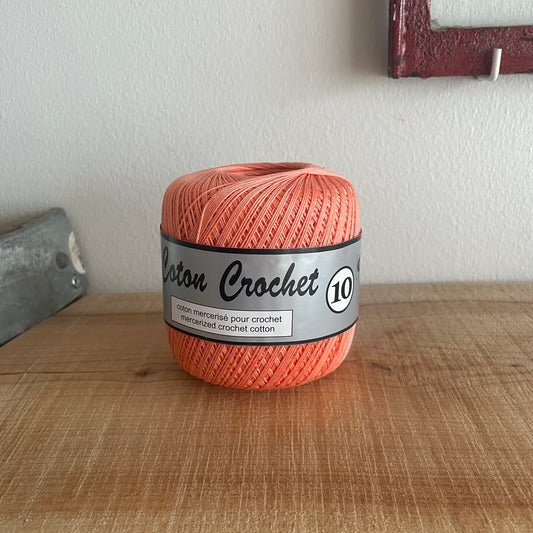 Coton Crochet 10
coton mercerisé pour crochet
mercerized crochet cotton